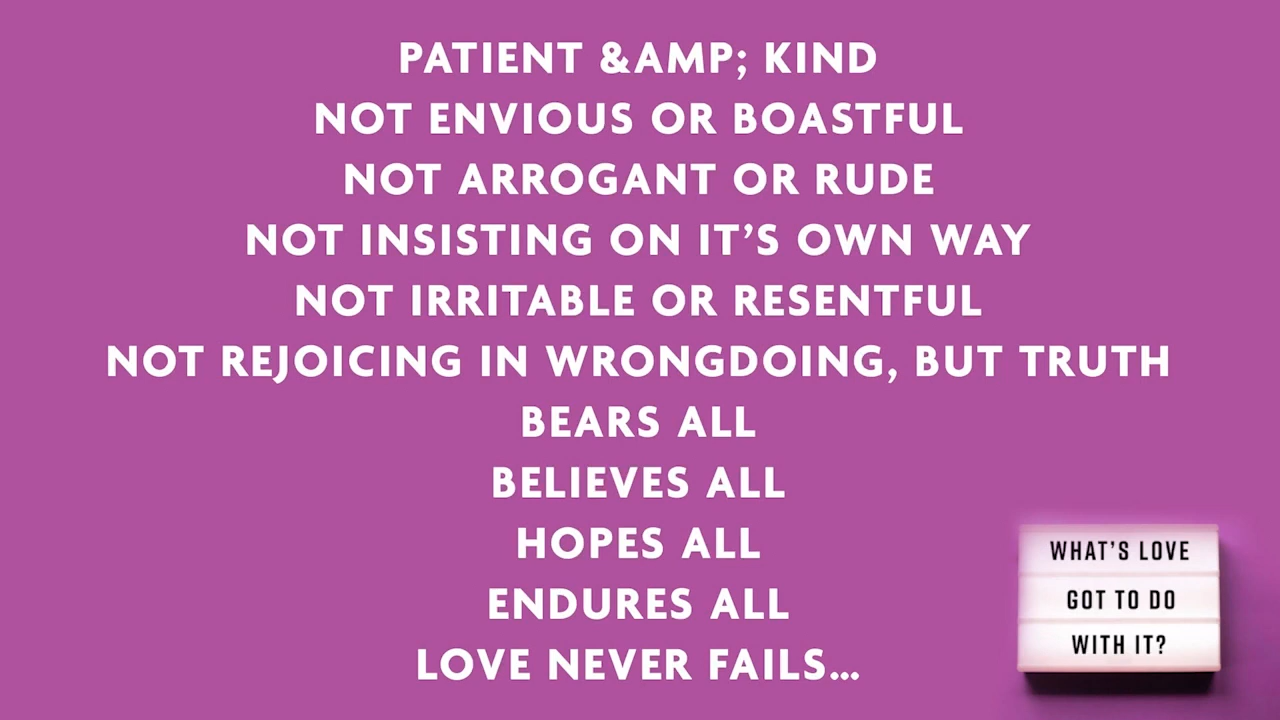 PATIENT &AMP; KIND
NOT ENVIOUS OR BOASTFUL
NOT ARROGANT OR RUDE
NOT INSISTING ON IT’S OWN WAY
NOT IRRITABLE OR RESENTFUL
NOT REJOICING IN WRONGDOING, BUT TRUTH
BEARS ALL
BELIEVES ALL
HOPES ALL
ENDURES ALL
LOVE NEVER FAILS…
WHAT'S LOVE
GOT TO DO
WITH IT?